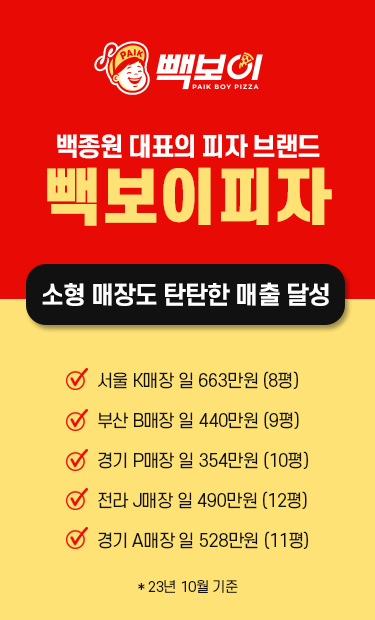 PAIK
빽보이
PAIK BOY PIZZA
백종원 대표의 피자 브랜드
빽보이피자
소형 매장도 탄탄한 매출 달성
서울 K매장 일 663만원 (8평)
부산 B매장 일 440만원 (9평)
경기 P매장 일 354만원 (10평)
전라 J매장 일 490만원 (12평)
경기 A매장 일 528만원 (11평)
* 23년 10월 기준